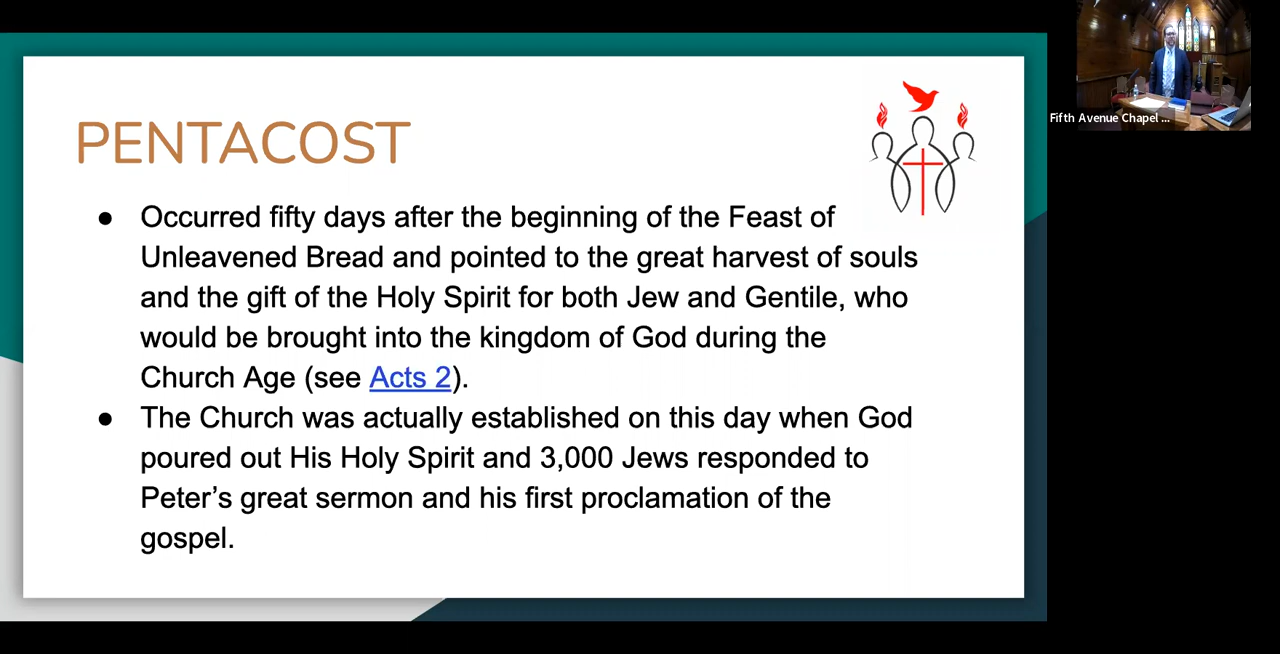 PENTACOST
● Occurred fifty days after the beginning of the Feast of
Unleavened Bread and pointed to the great harvest of souls
and the gift of the Holy Spirit for both Jew and Gentile, who
would be brought into the kingdom of God during the
Church Age (see Acts 2).
● The Church was actually established on this day when God
poured out His Holy Spirit and 3,000 Jews responded to
Peter’s great sermon and his first proclamation of the
gospel.
Fifth Avenue Chapel ...